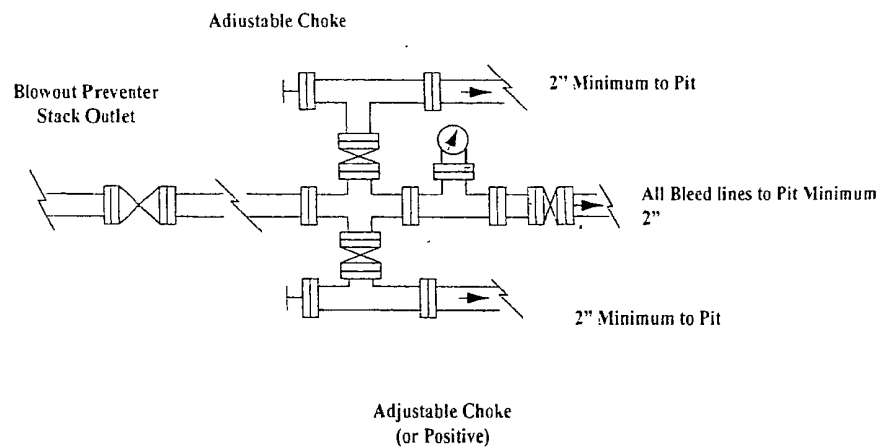 Adjustable Choke
2" Minimum to Pit
Blowout Preventer
Stack Outlet
All Bleed lines to Pit Minimum
2"
2" Minimum to Pit
Adjustable Choke
(or Positive)